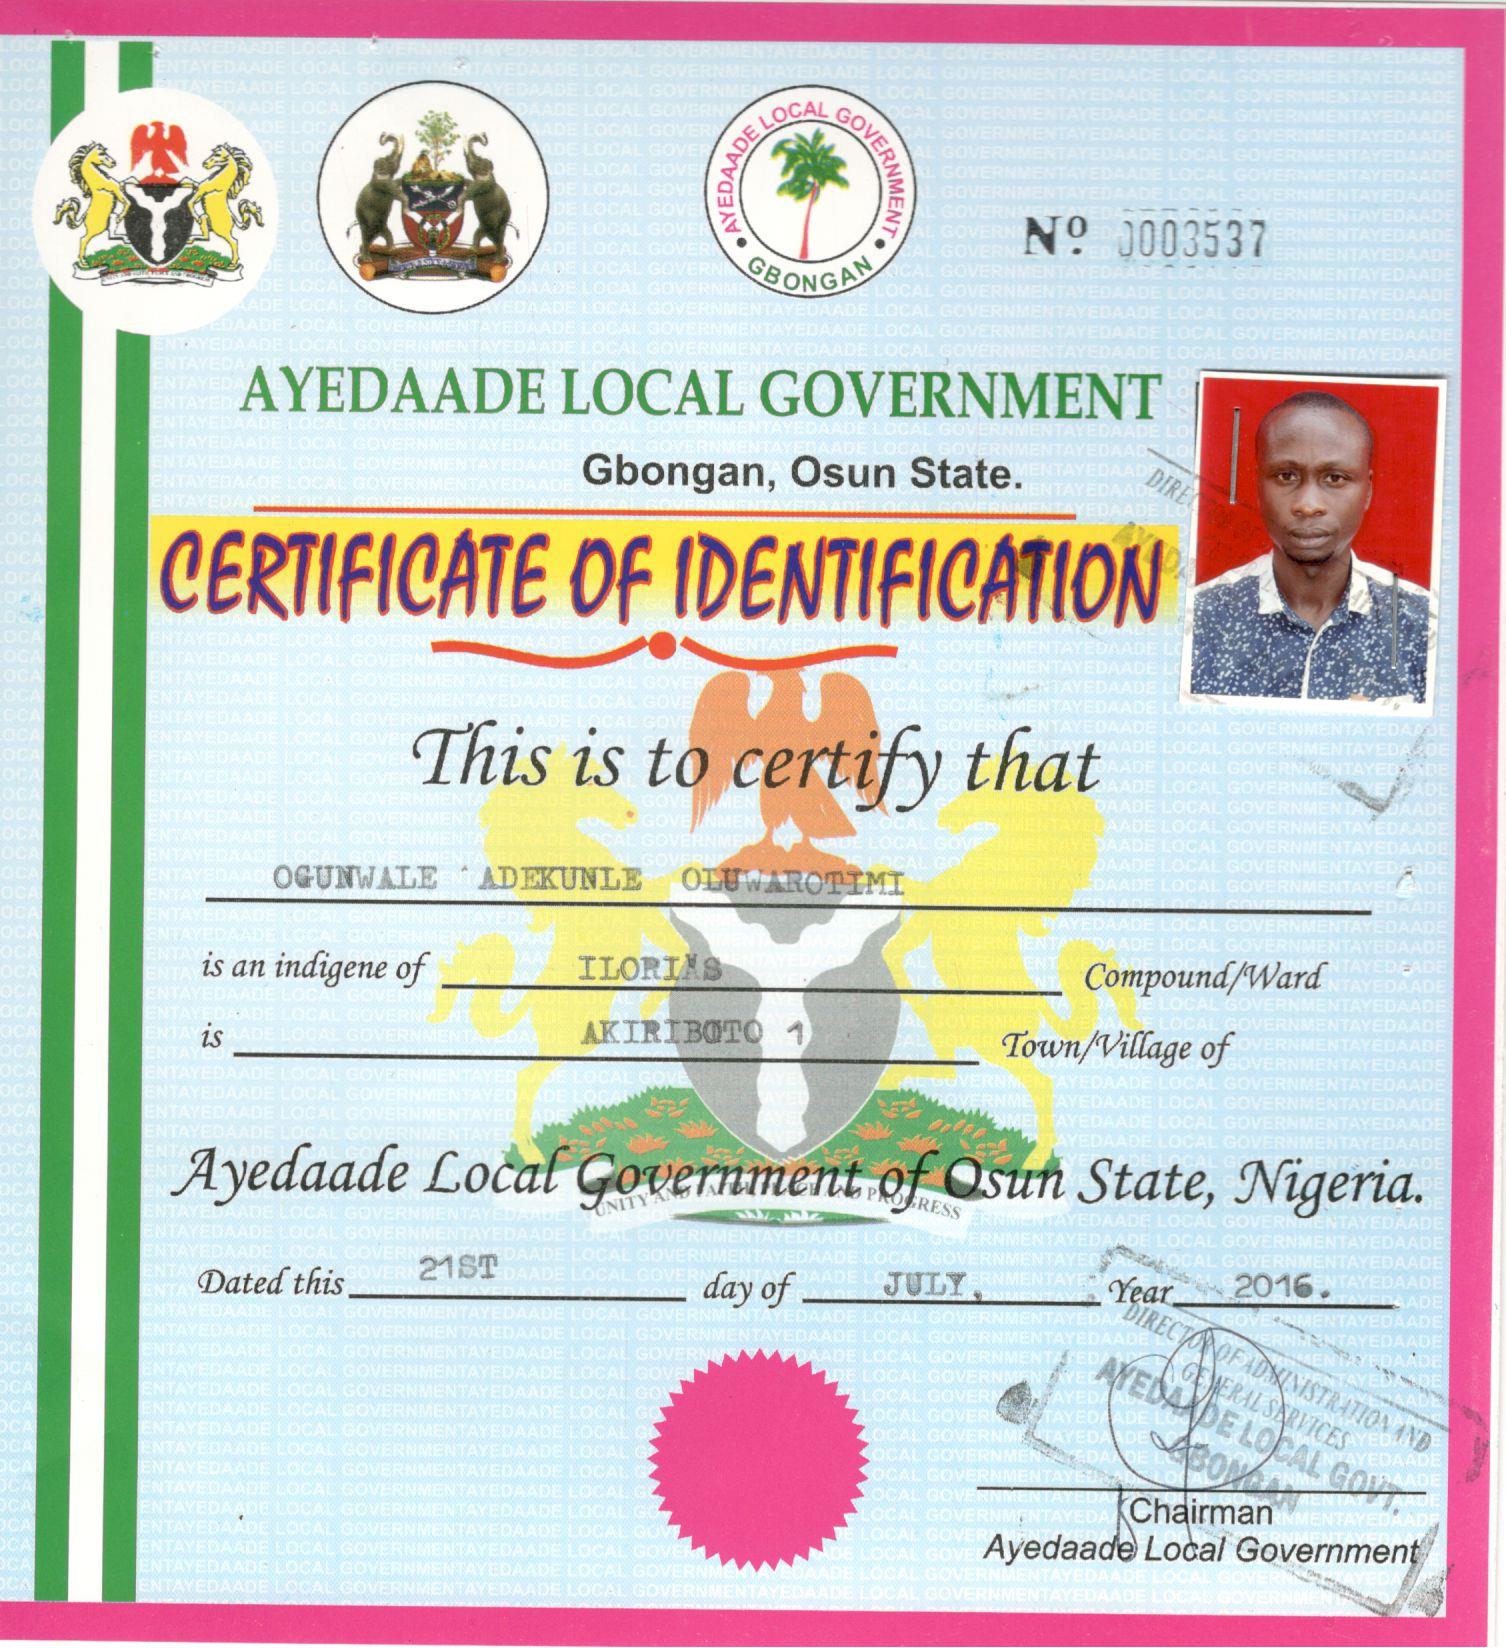 AYEDAADE LOCAL GOVERNMENT
GBONGAN
Nº 0003537
AYEDAADE LOCAL GOVERNMENT
Gbongan, Osun State.
CERTIFICATE OF IDENTIFICATION
This is to certify that
OGUNWALE ADEKUNLE OLUWAROTIMI
is an indigene of ILORIAS Compound/Ward
is AKIRIBOTO 1 Town/Village of
Ayedaade Local Government of Osun State, Nigeria.
UNITY AND PEACE AND PROGRESS
Dated this 21ST day of JULY, Year 2016.
DIRECTOR OF ADMINISTRATION AND
GENERAL SERVICES
AYEDAADE LOCAL GOVT.
GBONGAN
Chairman
Ayedaade Local Government